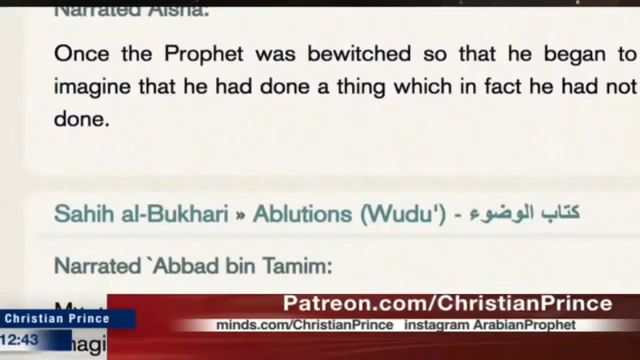 Narrated Aisha:
Once the Prophet was bewitched so that he began to
imagine that he had done a thing which in fact he had not
done.
Sahih al-Bukhari » Ablutions (Wudu') - كتاب الوضوء
Narrated `Abbad bin Tamim:
Patreon.com/ChristianPrince
Christian Prince
minds.com/ChristianPrince instagram ArabianProphet
12:43